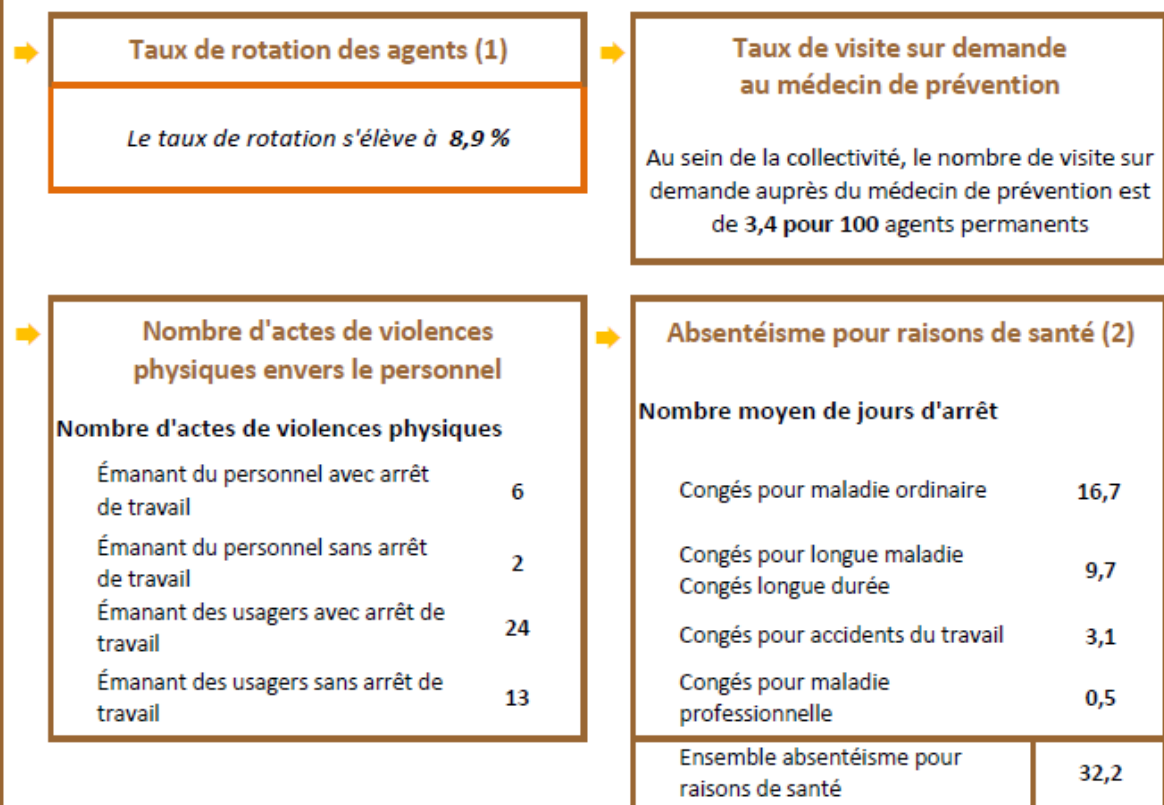 Taux de rotation des agents (1)
Le taux de rotation s'élève à 8,9 %
Taux de visite sur demande
au médecin de prévention
Au sein de la collectivité, le nombre de visite sur
demande auprès du médecin de prévention est
de 3,4 pour 100 agents permanents
Nombre d'actes de violences
physiques envers le personnel
Nombre d'actes de violences physiques
Émanant du personnel avec arrêt
de travail 6
Émanant du personnel sans arrêt
de travail 2
Émanant des usagers avec arrêt de
travail 24
Émanant des usagers sans arrêt de
travail 13
Absentéisme pour raisons de santé (2)
Nombre moyen de jours d'arrêt
Congés pour maladie ordinaire 16,7
Congés pour longue maladie
Congés longue durée 9,7
Congés pour accidents du travail 3,1
Congés pour maladie
professionnelle 0,5
Ensemble absentéisme pour
raisons de santé 32,2